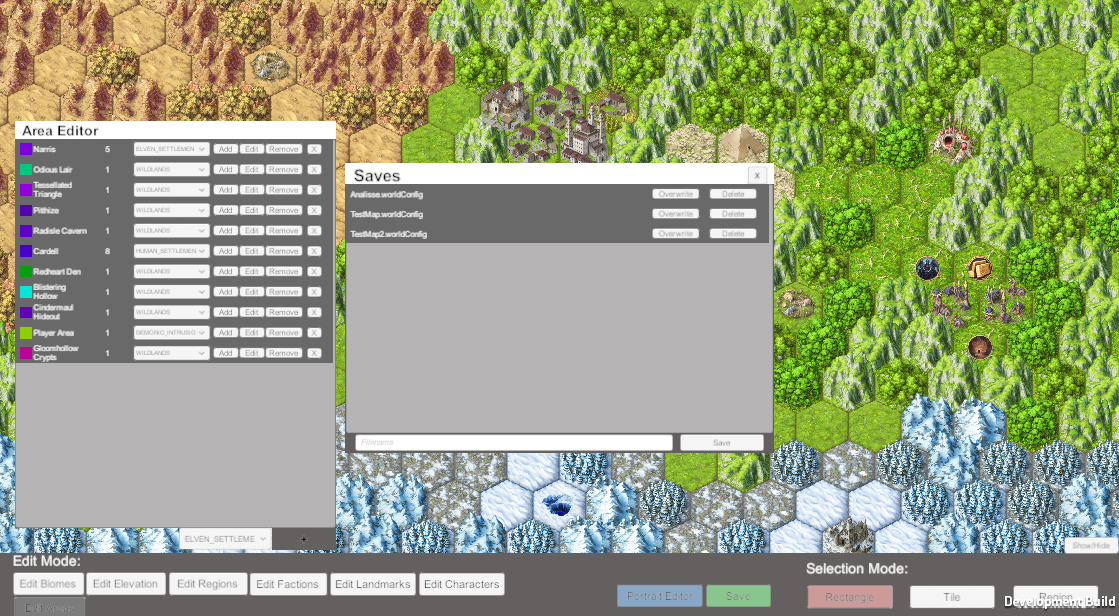 Area Editor
Narris 5 ELVEN_SETTLEMEN Add Edit Remove X
Odious Lair 1 WILDLANDS Add Edit Remove X
Tessellated
Triangle 1 WILDLANDS Add Edit Remove X
Pithize 1 WILDLANDS Add Edit Remove X
Radisle Cavern 1 WILDLANDS Add Edit Remove X
Cardell 8 HUMAN_SETTLEMEN Add Edit Remove X
Redheart Den 1 WILDLANDS Add Edit Remove X
Blistering
Hollow 1 WILDLANDS Add Edit Remove X
Cindermaul
Hideout 1 WILDLANDS Add Edit Remove X
Player Area 1 DEMONIC_INTRUSIO Add Edit Remove X
Gloomhollow
Crypts 1 WILDLANDS Add Edit Remove X
ELVEN_SETTLEME +
Saves X
Analisse.worldConfig Overwrite Delete
TestMap.worldConfig Overwrite Delete
TestMap2.worldConfig Overwrite Delete
Filename Save
Show/Hide
Edit Mode:
Edit Biomes Edit Elevation Edit Regions Edit Factions Edit Landmarks Edit Characters
Portrait Editor Save
Selection Mode:
Rectangle Tile Region
Development Build